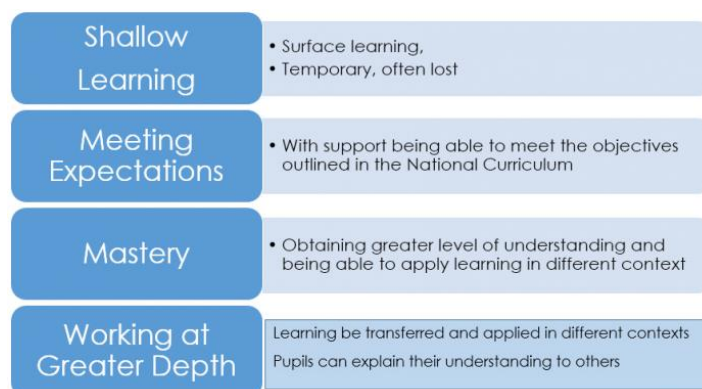 Shallow
Learning
• Surface learning,
• Temporary, often lost
Meeting
Expectations
• With support being able to meet the objectives
outlined in the National Curriculum
Mastery
• Obtaining greater level of understanding and
being able to apply learning in different context
Working at
Greater Depth
Learning be transferred and applied in different contexts
Pupils can explain their understanding to others